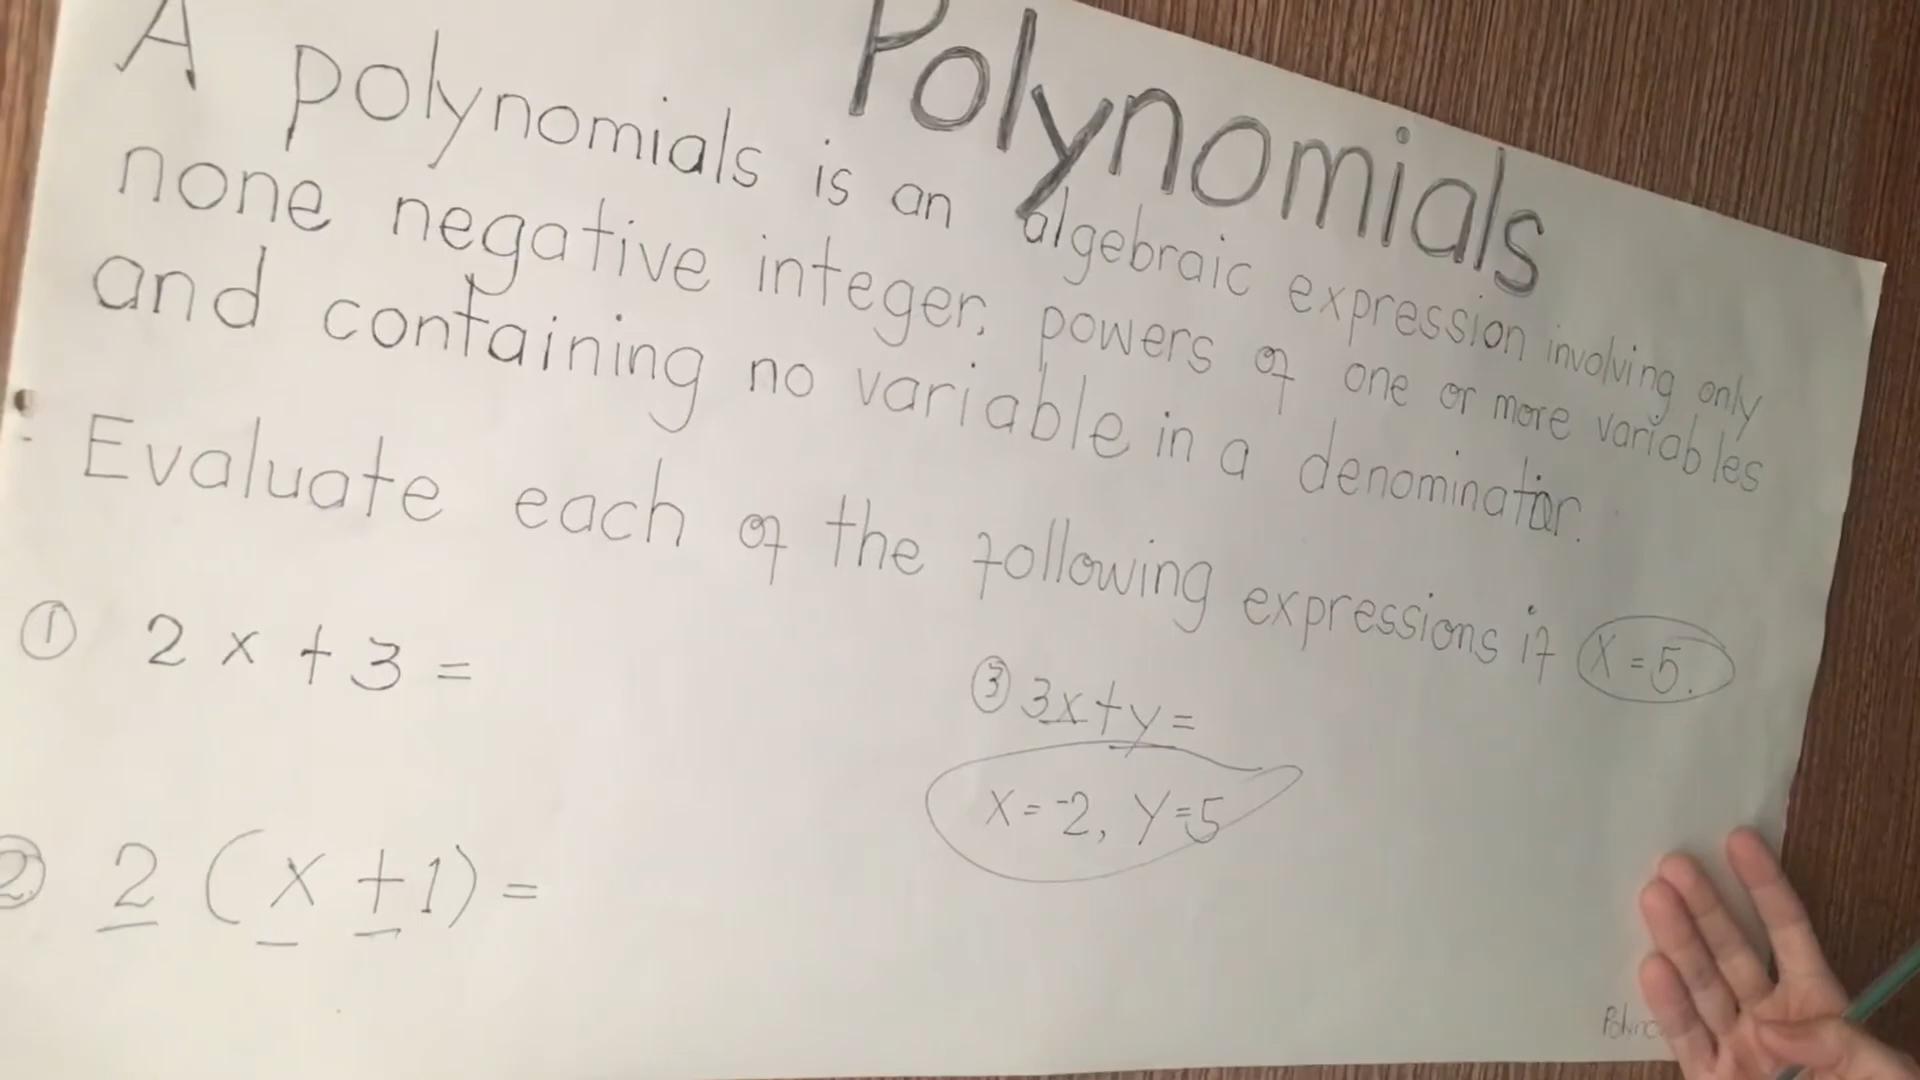 Polynomials
A polynomials is an algebraic expression involving only
none negative integer, powers of one or more variables
and containing no variable in a denominator.
Evaluate each of the following expressions if x=5.
① 2x+3=
③ 3x+y=
x=-2, y=5
② 2(x+1)=